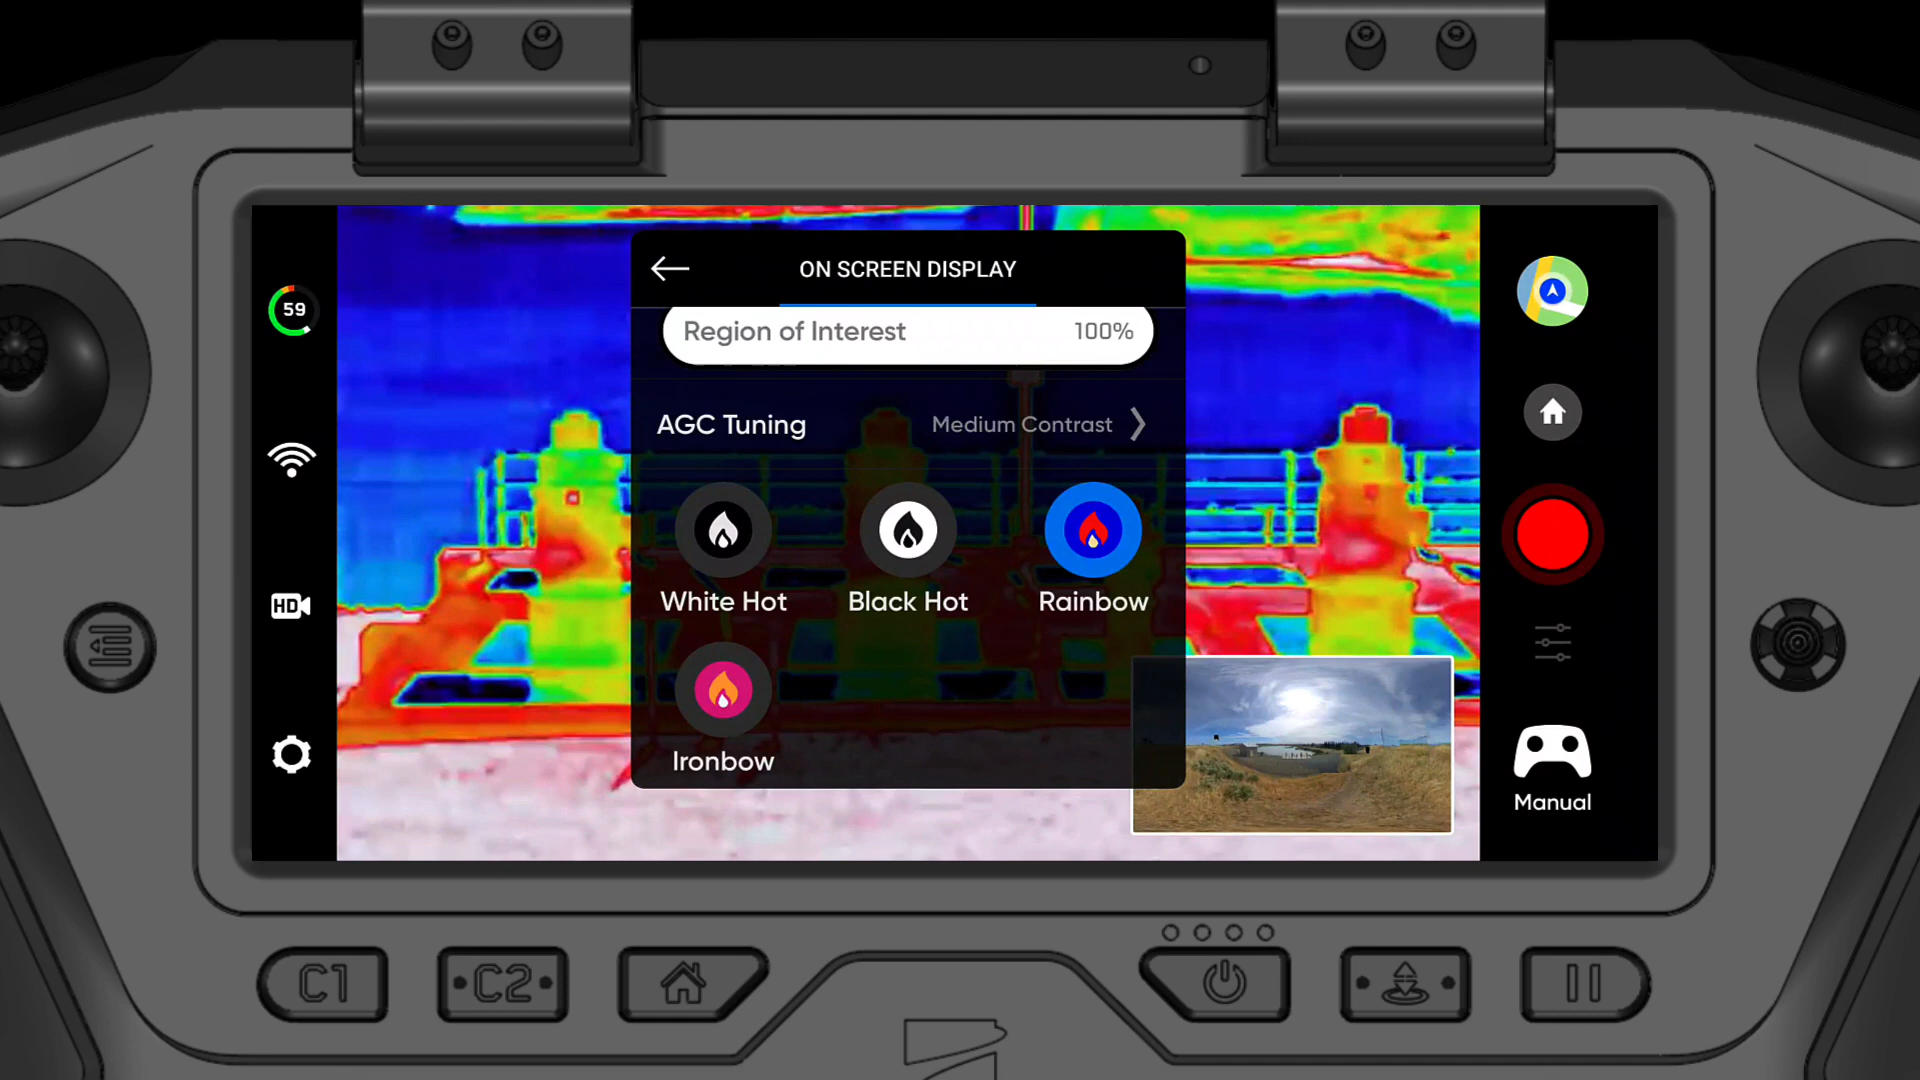 ON SCREEN DISPLAY
59
Region of Interest 100%
AGC Tuning Medium Contrast
White Hot Black Hot Rainbow
HD
Ironbow
Manual
C1 C2